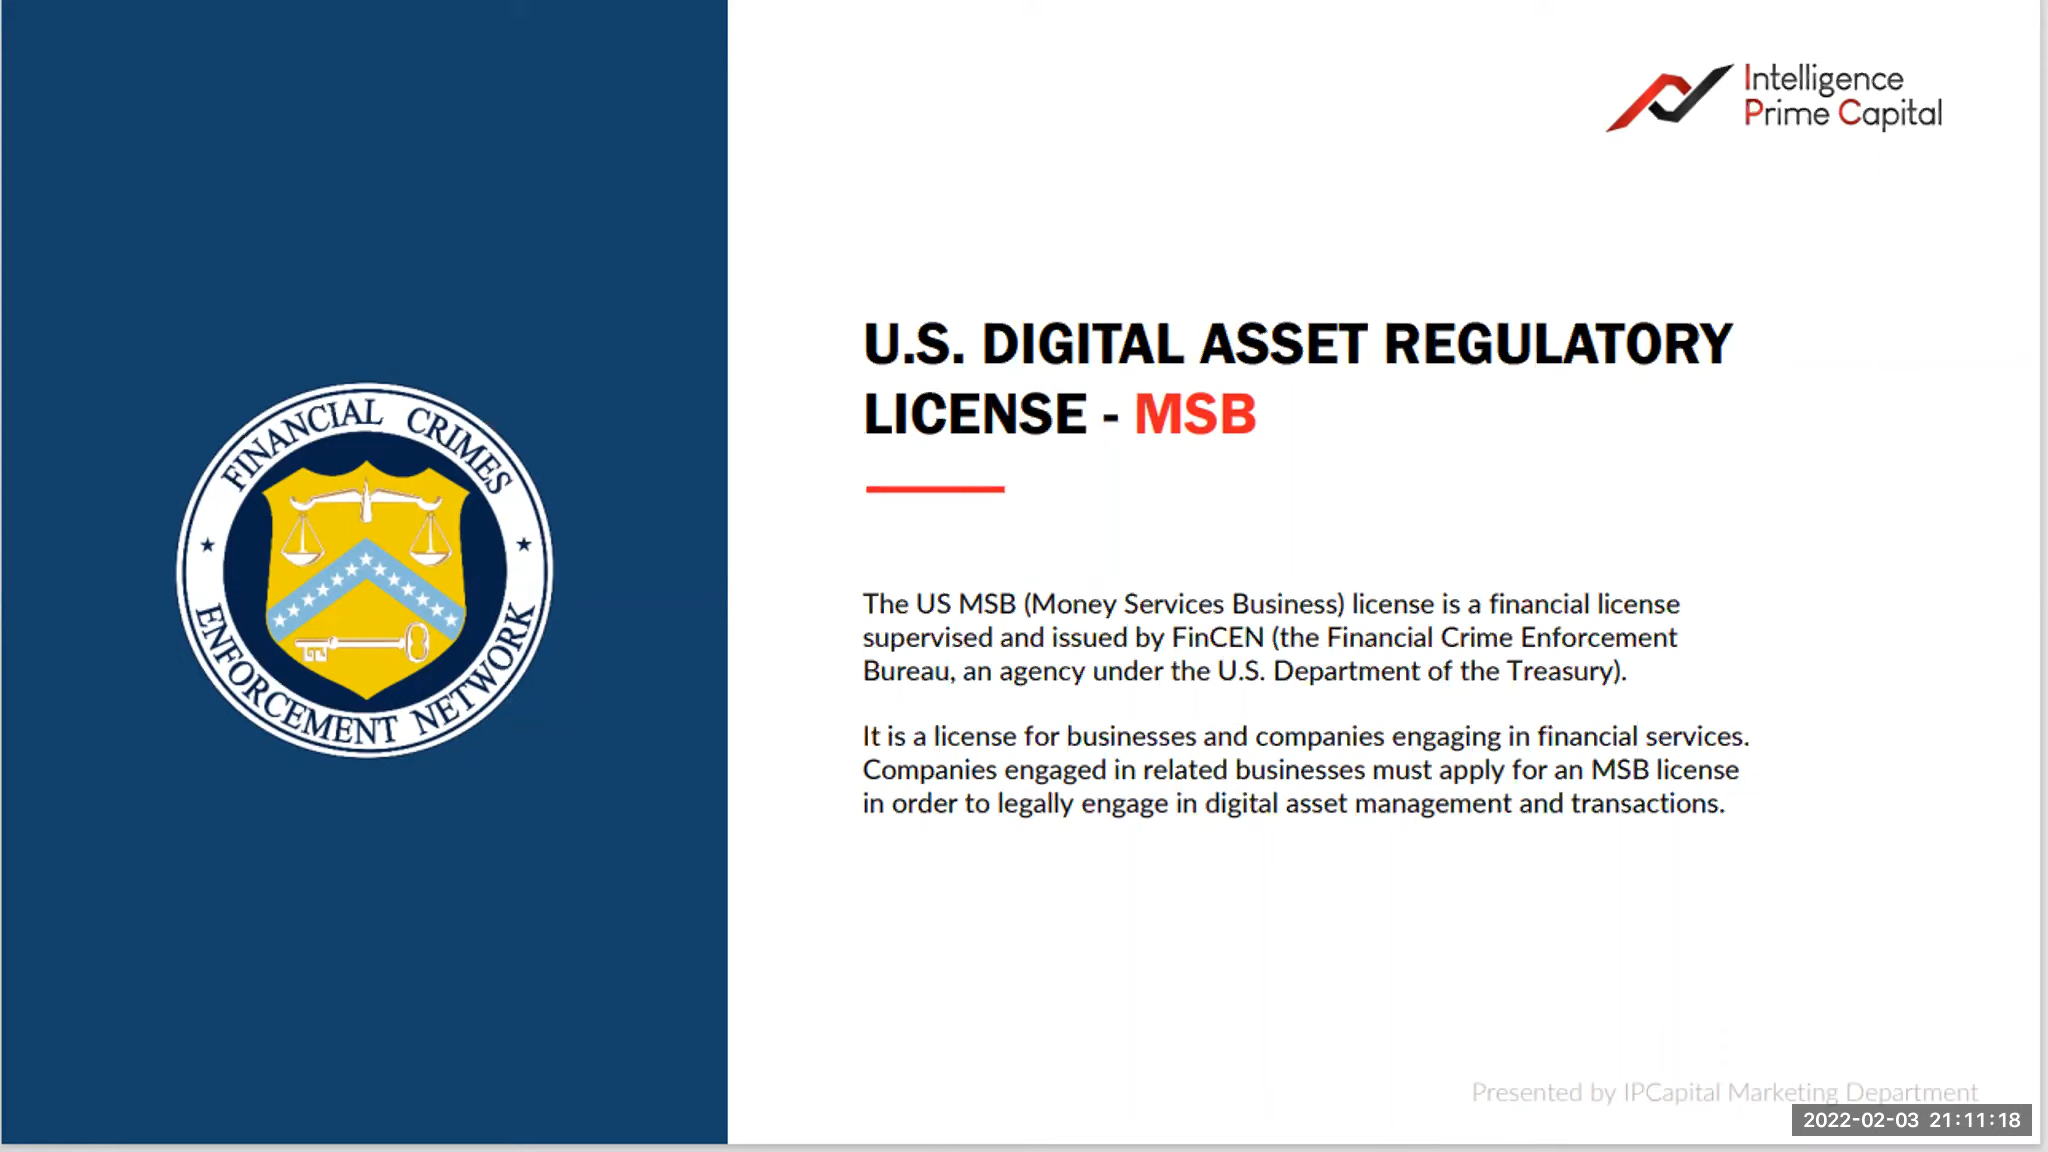 FINANCIAL CRIMES
ENFORCEMENT NETWORK
Intelligence
Prime Capital
U.S. DIGITAL ASSET REGULATORY
LICENSE - MSB
The US MSB (Money Services Business) license is a financial license
supervised and issued by FinCEN (the Financial Crime Enforcement
Bureau, an agency under the U.S. Department of the Treasury).
It is a license for businesses and companies engaging in financial services.
Companies engaged in related businesses must apply for an MSB license
in order to legally engage in digital asset management and transactions.
Presented by IPCapital Marketing Department
2022-02-03 21:11:18